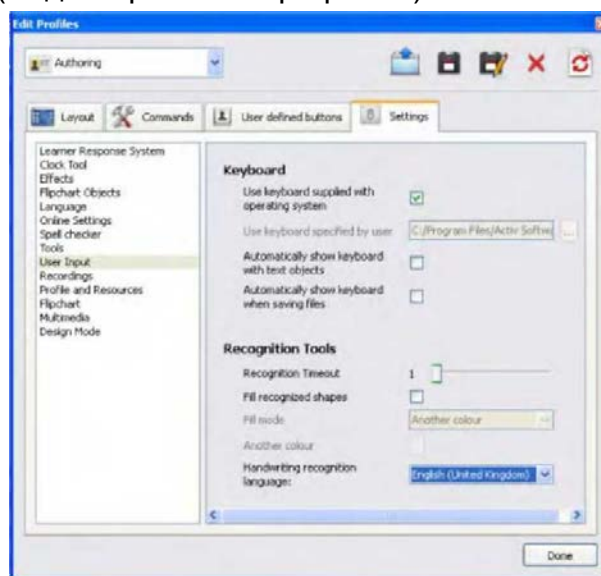 Edit Profiles
Authoring
Layout
Commands
User defined buttons
Settings
Learner Response System
Clock Tool
Effects
Flipchart Objects
Language
Online Settings
Spell checker
Tools
User Input
Recordings
Profile and Resources
Flipchart
Multimedia
Design Mode
Keyboard
Use keyboard supplied with
operating system
Use keyboard specified by user
C:/Program Files/Activ Softwa
...
Automatically show keyboard
with text objects
Automatically show keyboard
when saving files
Recognition Tools
Recognition Timeout
1
Fill recognized shapes
Fill mode
Another colour
Another colour
Handwriting recognition
language:
English (United Kingdom)
Done